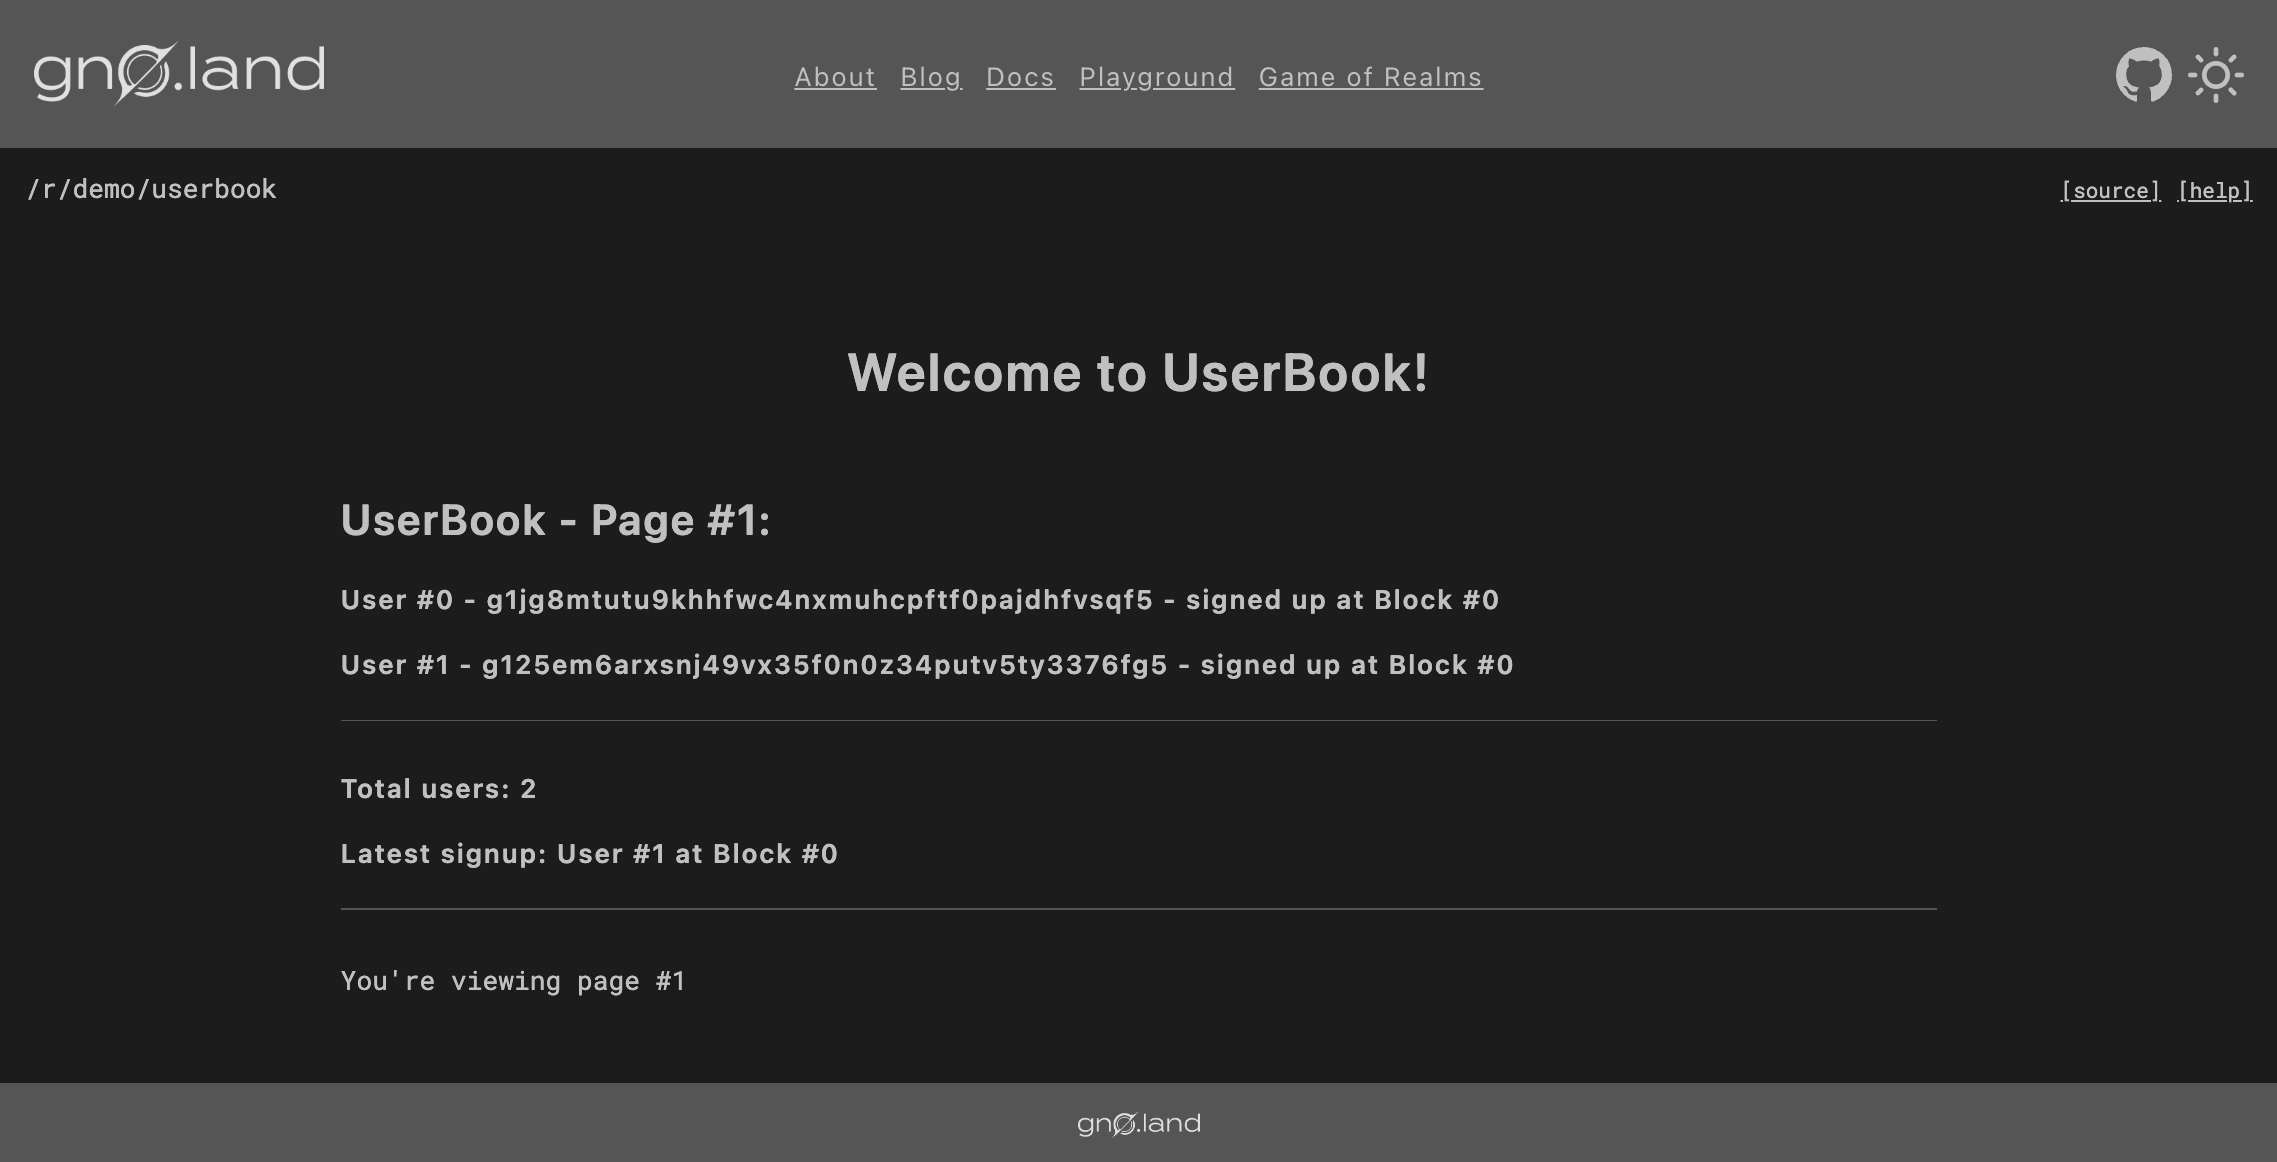 gnø.land
About Blog Docs Playground Game of Realms
/r/demo/userbook
[source] [help]
Welcome to UserBook!
UserBook - Page #1:
User #0 - g1jg8mtutu9khhfwc4nxmuhcpftf0pajdhfvsqf5 - signed up at Block #0
User #1 - g125em6arxsnj49vx35f0n0z34putv5ty3376fg5 - signed up at Block #0
Total users: 2
Latest signup: User #1 at Block #0
You're viewing page #1
gnø.land